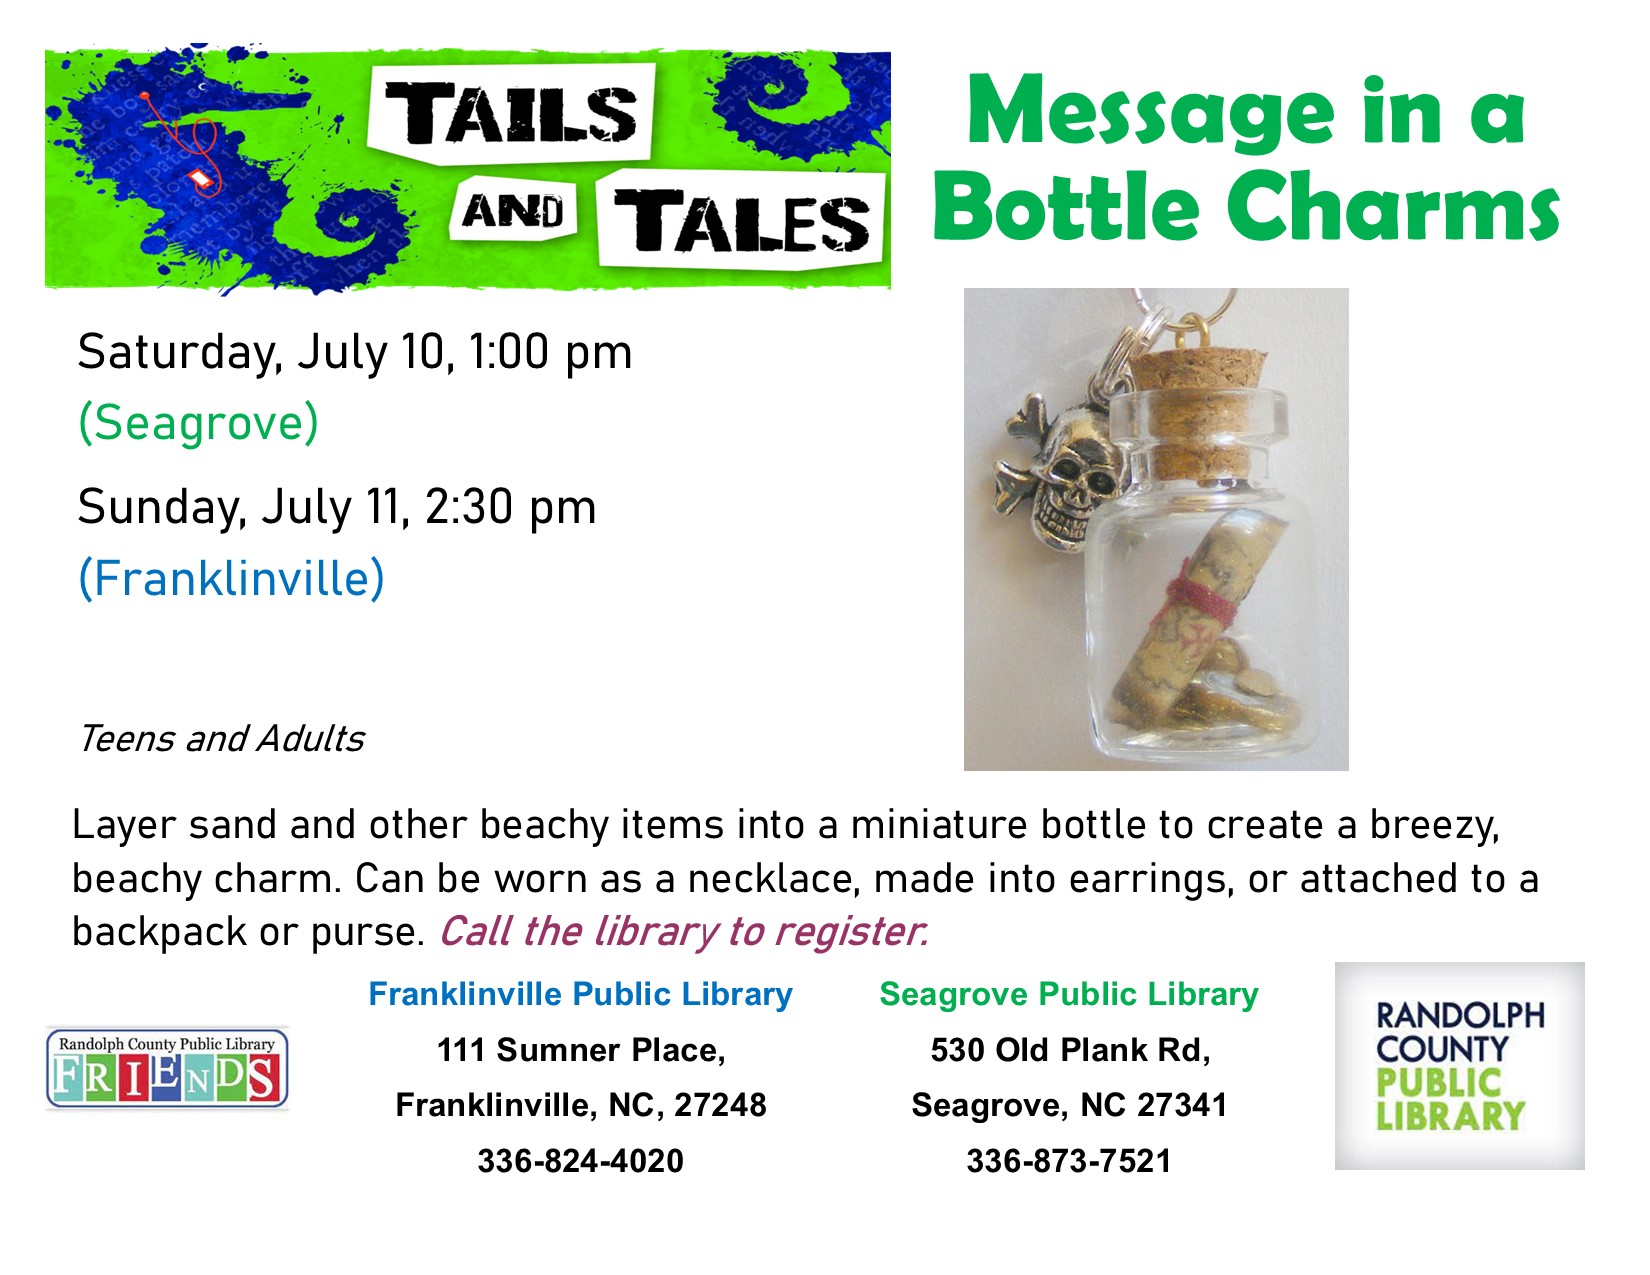 TAILS
AND TALES
Message in a
Bottle Charms
Saturday, July 10, 1:00 pm
(Seagrove)
Sunday, July 11, 2:30 pm
(Franklinville)
Teens and Adults
Layer sand and other beachy items into a miniature bottle to create a breezy,
beachy charm. Can be worn as a necklace, made into earrings, or attached to a
backpack or purse. Call the library to register.
Franklinville Public Library
111 Sumner Place,
Franklinville, NC, 27248
336-824-4020
Seagrove Public Library
530 Old Plank Rd,
Seagrove, NC 27341
336-873-7521
Randolph County Public Library
FRIENDS
RANDOLPH
COUNTY
PUBLIC
LIBRARY